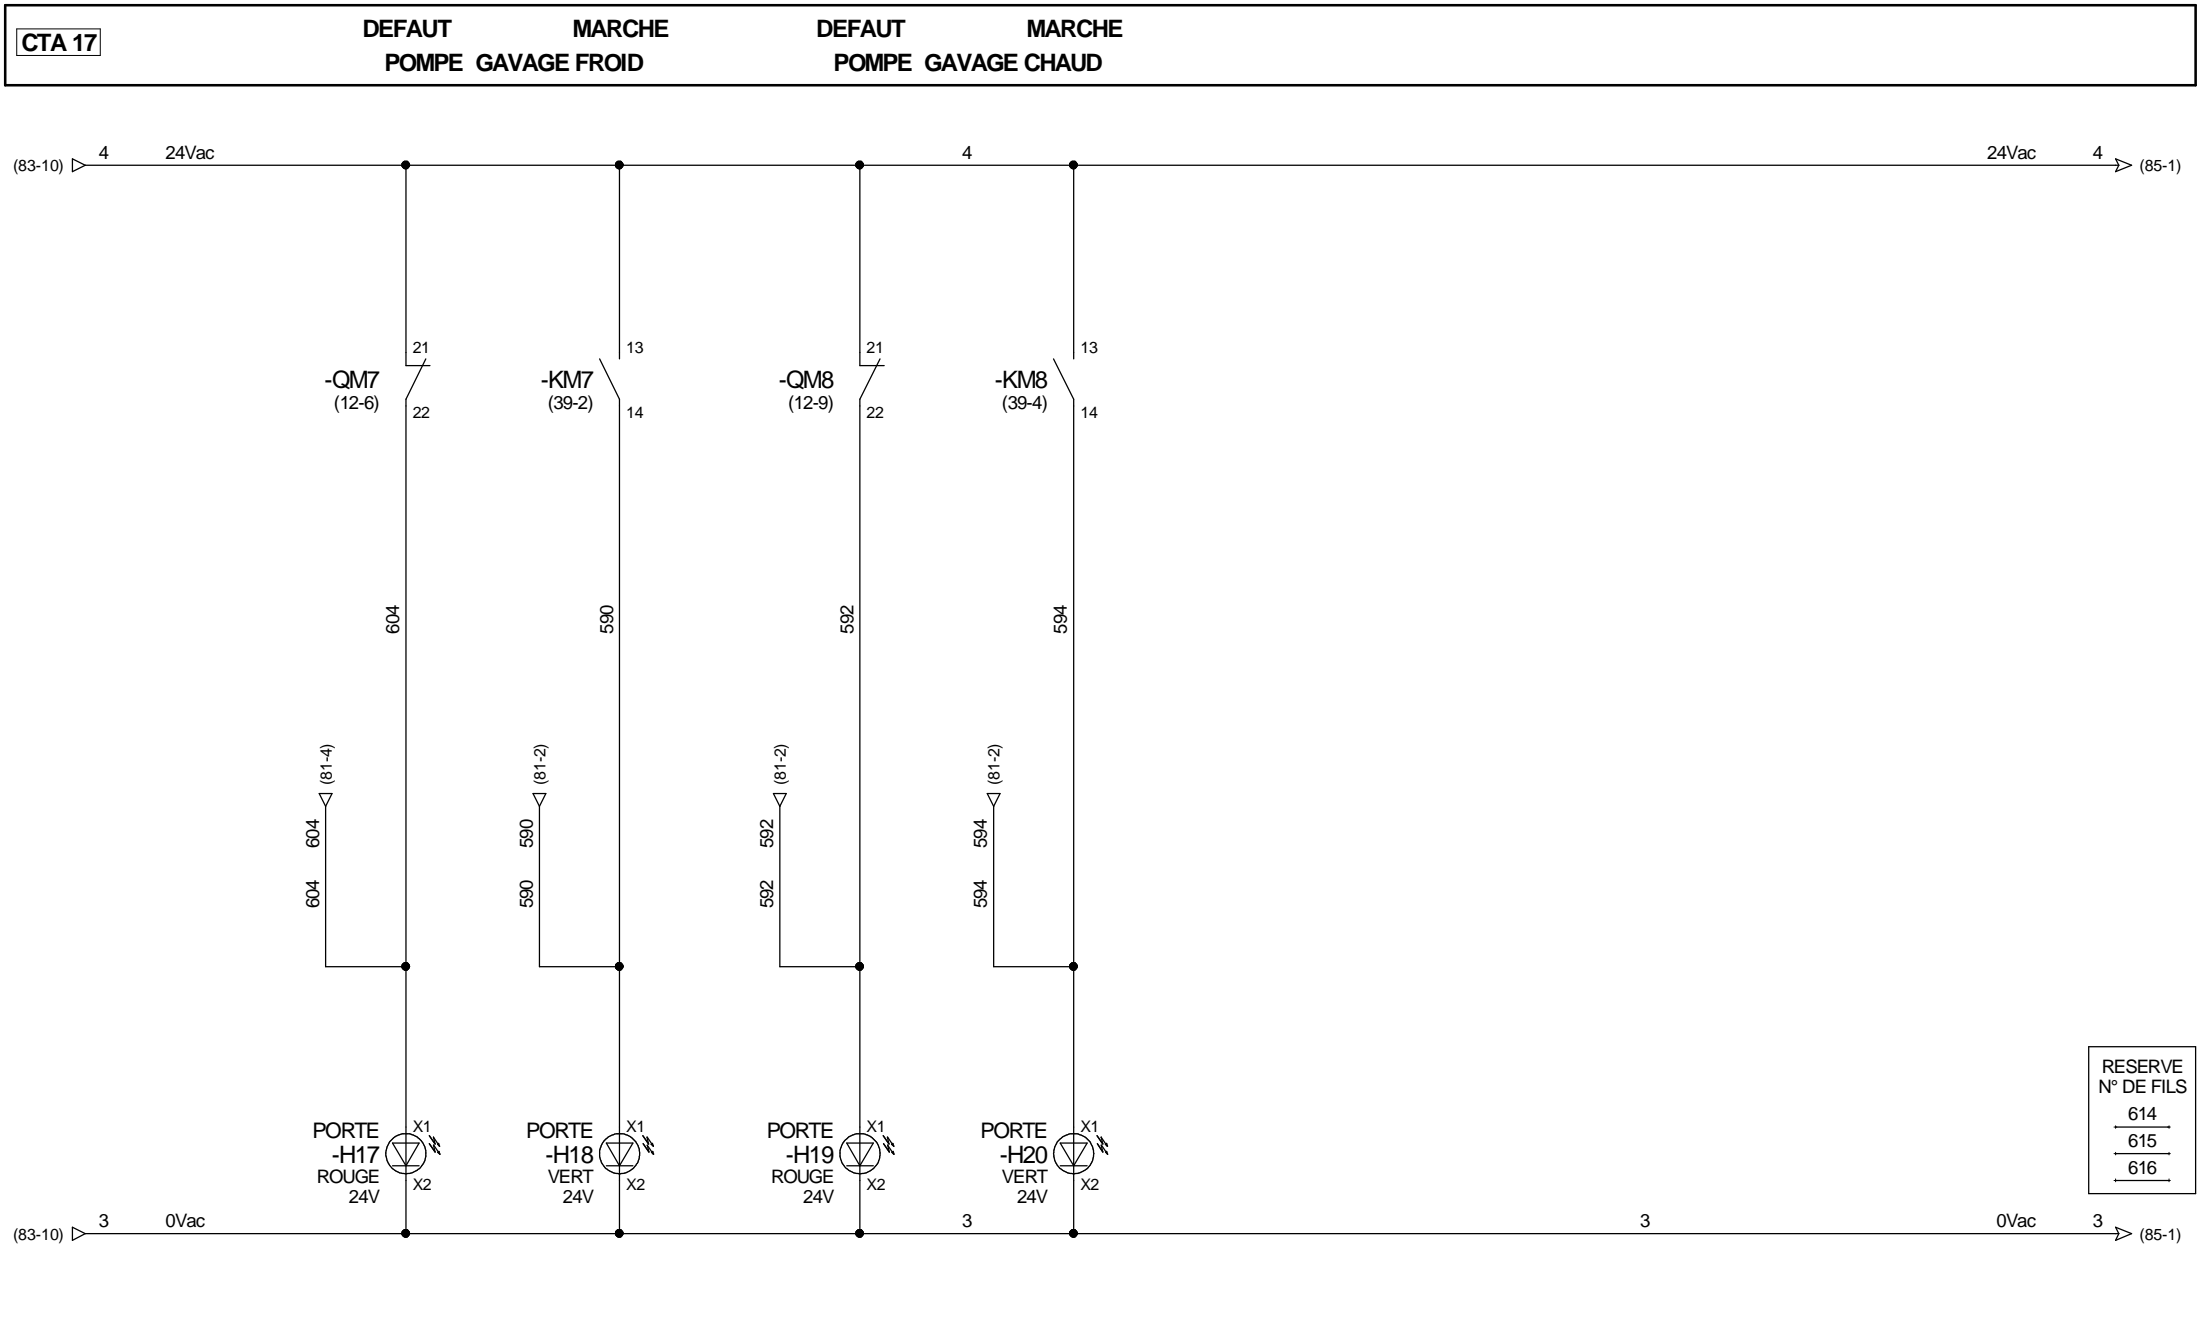 CTA 17
DEFAUT MARCHE DEFAUT MARCHE
POMPE GAVAGE FROID POMPE GAVAGE CHAUD
(83-10) 4 24Vac 4 24Vac 4 (85-1)
21 13 21 13
-QM7 -KM7 -QM8 -KM8
(12-6) (39-2) (12-9) (39-4)
22 14 22 14
604 590 592 594
(81-4) (81-2) (81-2) (81-2)
604 590 592 594
604 590 592 594
RESERVE
N° DE FILS
614
615
616
PORTE X1 PORTE X1 PORTE X1 PORTE X1
-H17 -H18 -H19 -H20
ROUGE X2 VERT X2 ROUGE X2 VERT X2
24V 24V 24V 24V
(83-10) 3 0Vac 3 3 0Vac 3 (85-1)